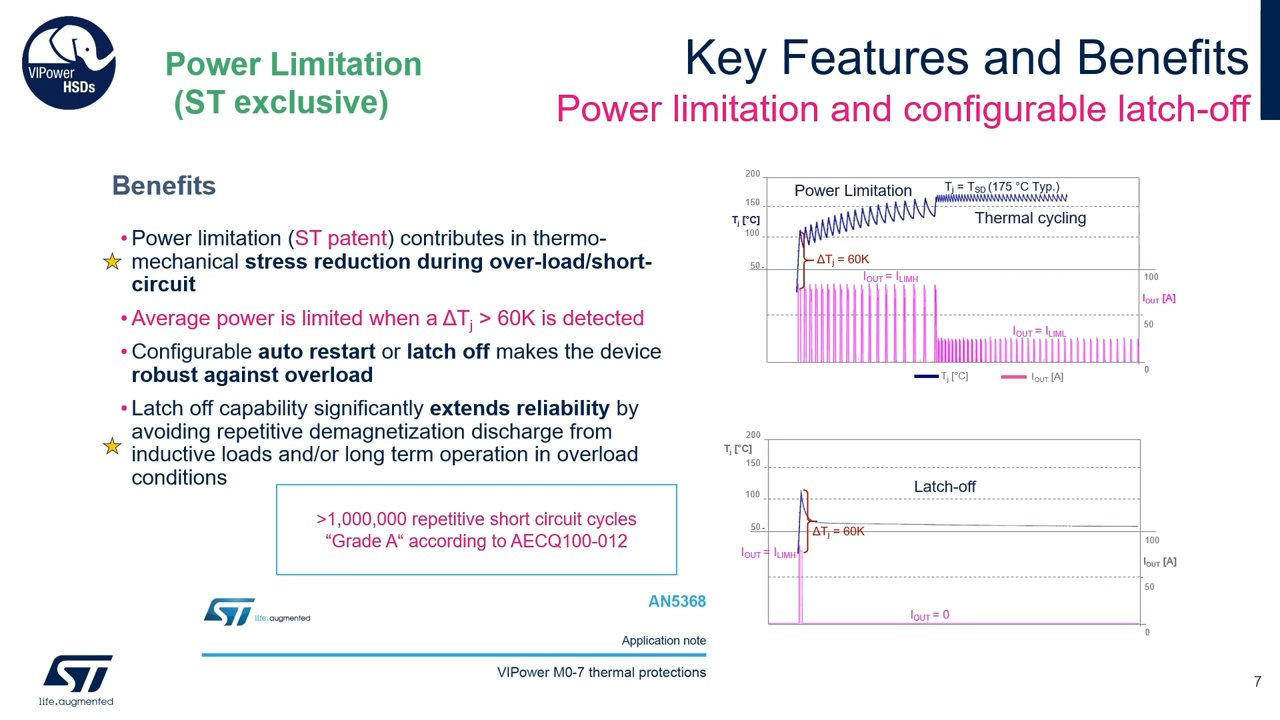 VIPower
HSDs
Power Limitation
(ST exclusive)
Key Features and Benefits
Power limitation and configurable latch-off
Benefits
• Power limitation (ST patent) contributes in thermo-
mechanical stress reduction during over-load/short-
circuit
• Average power is limited when a ΔTj > 60K is detected
• Configurable auto restart or latch off makes the device
robust against overload
• Latch off capability significantly extends reliability by
avoiding repetitive demagnetization discharge from
inductive loads and/or long term operation in overload
conditions
>1,000,000 repetitive short circuit cycles
“Grade A“ according to AECQ100-012
ST
life.augmented
AN5368
Application note
VIPower M0-7 thermal protections
200
150
Tj [°C]
100
50
Power Limitation
Tj = TSD (175 °C Typ.)
Thermal cycling
ΔTj = 60K
IOUT = ILIMH
100
IOUT [A]
50
IOUT = ILIML
0
Tj [°C]
IOUT [A]
200
Tj [°C]
150
100
50
Latch-off
ΔTj = 60K
IOUT = ILIMH
100
IOUT [A]
50
IOUT = 0
0
ST
life.augmented
7